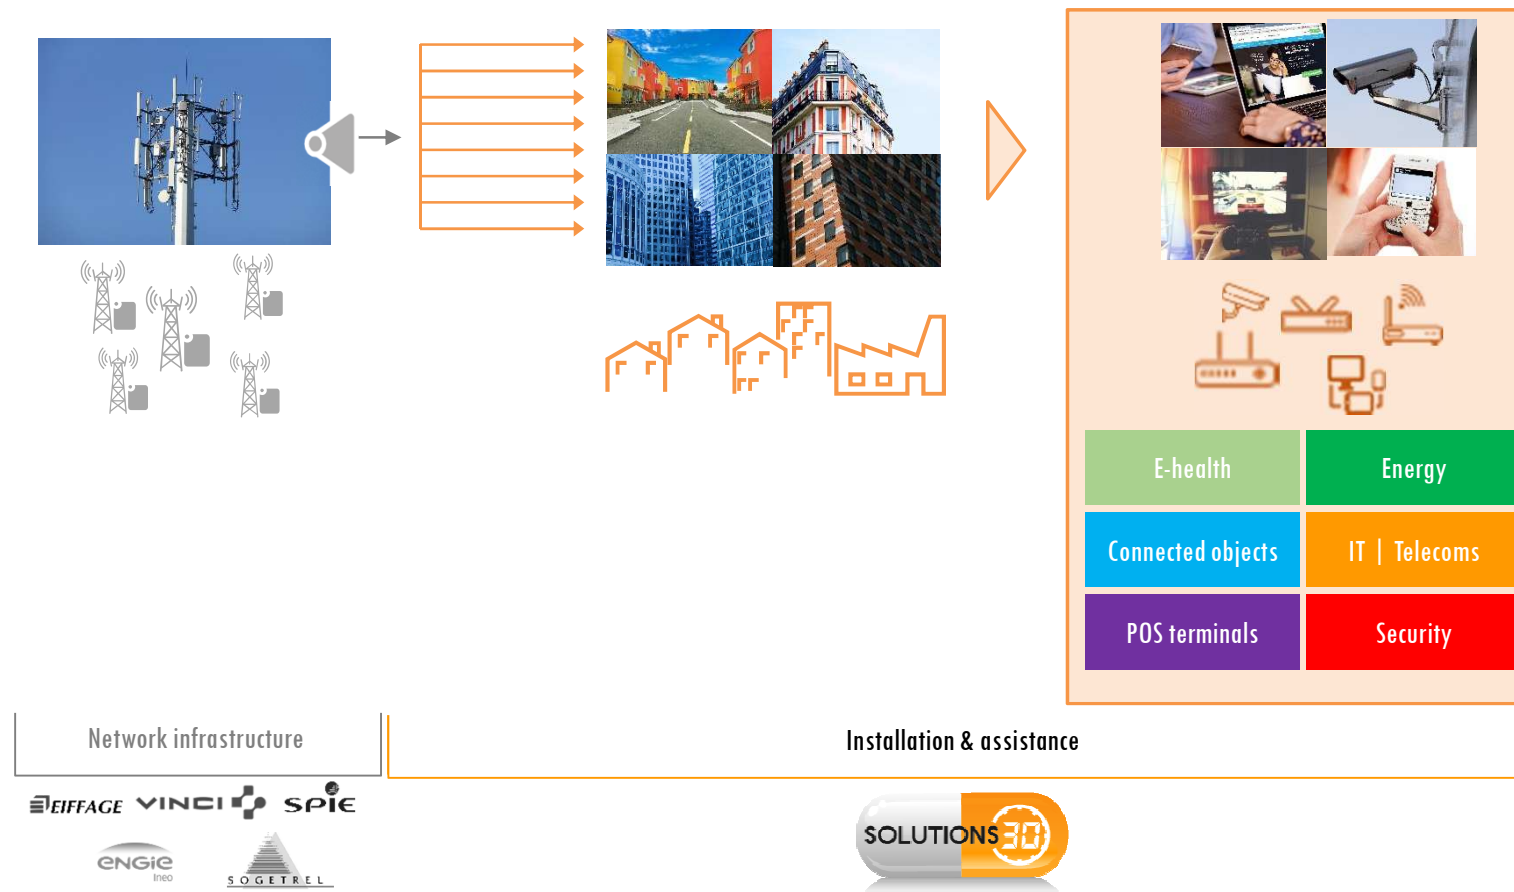 E-health
Energy
Connected objects
IT | Telecoms
POS terminals
Security
Network infrastructure
Installation & assistance
EIFFAGE
VINCI
SPIE
ENGIE
Ineo
SOGETREL
SOLUTIONS 30